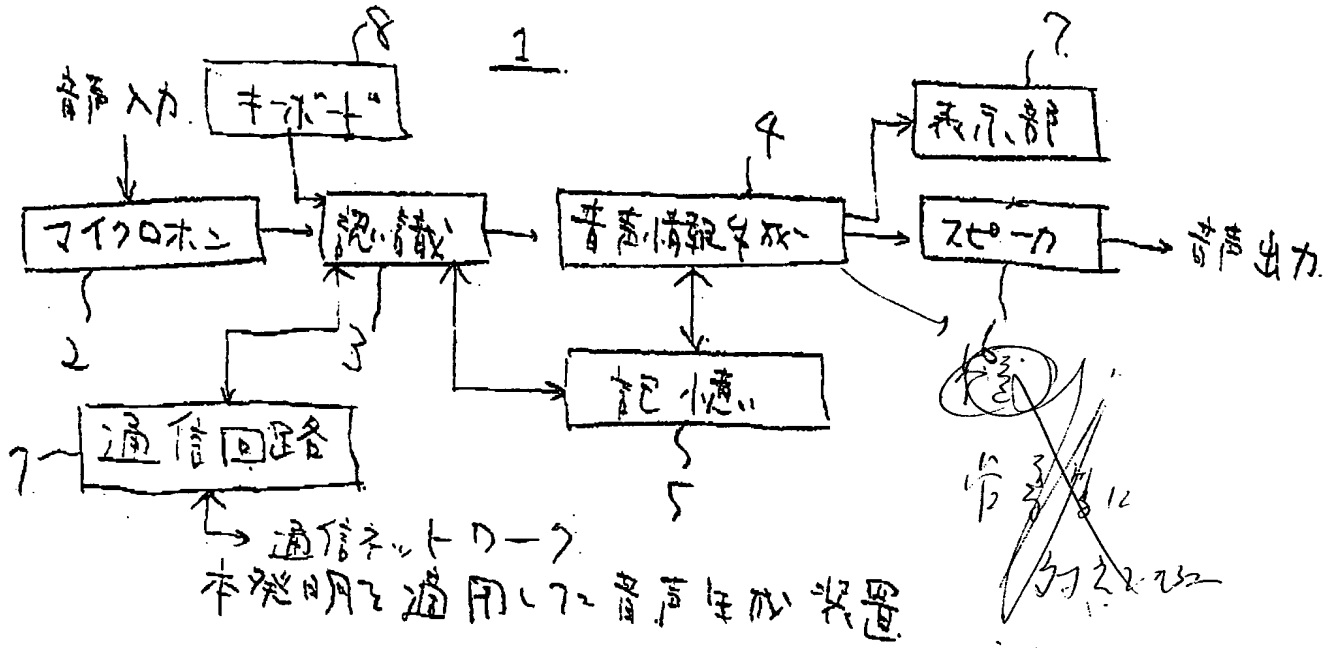 8
1
7
音声入力
キーボード
4
表示部
マイクロホン
認識
音声情報生成
スピーカ
音声出力
2
3
6
記憶
通信回路
7
5
通信ネットワーク
本発明を適用した音声生成装置